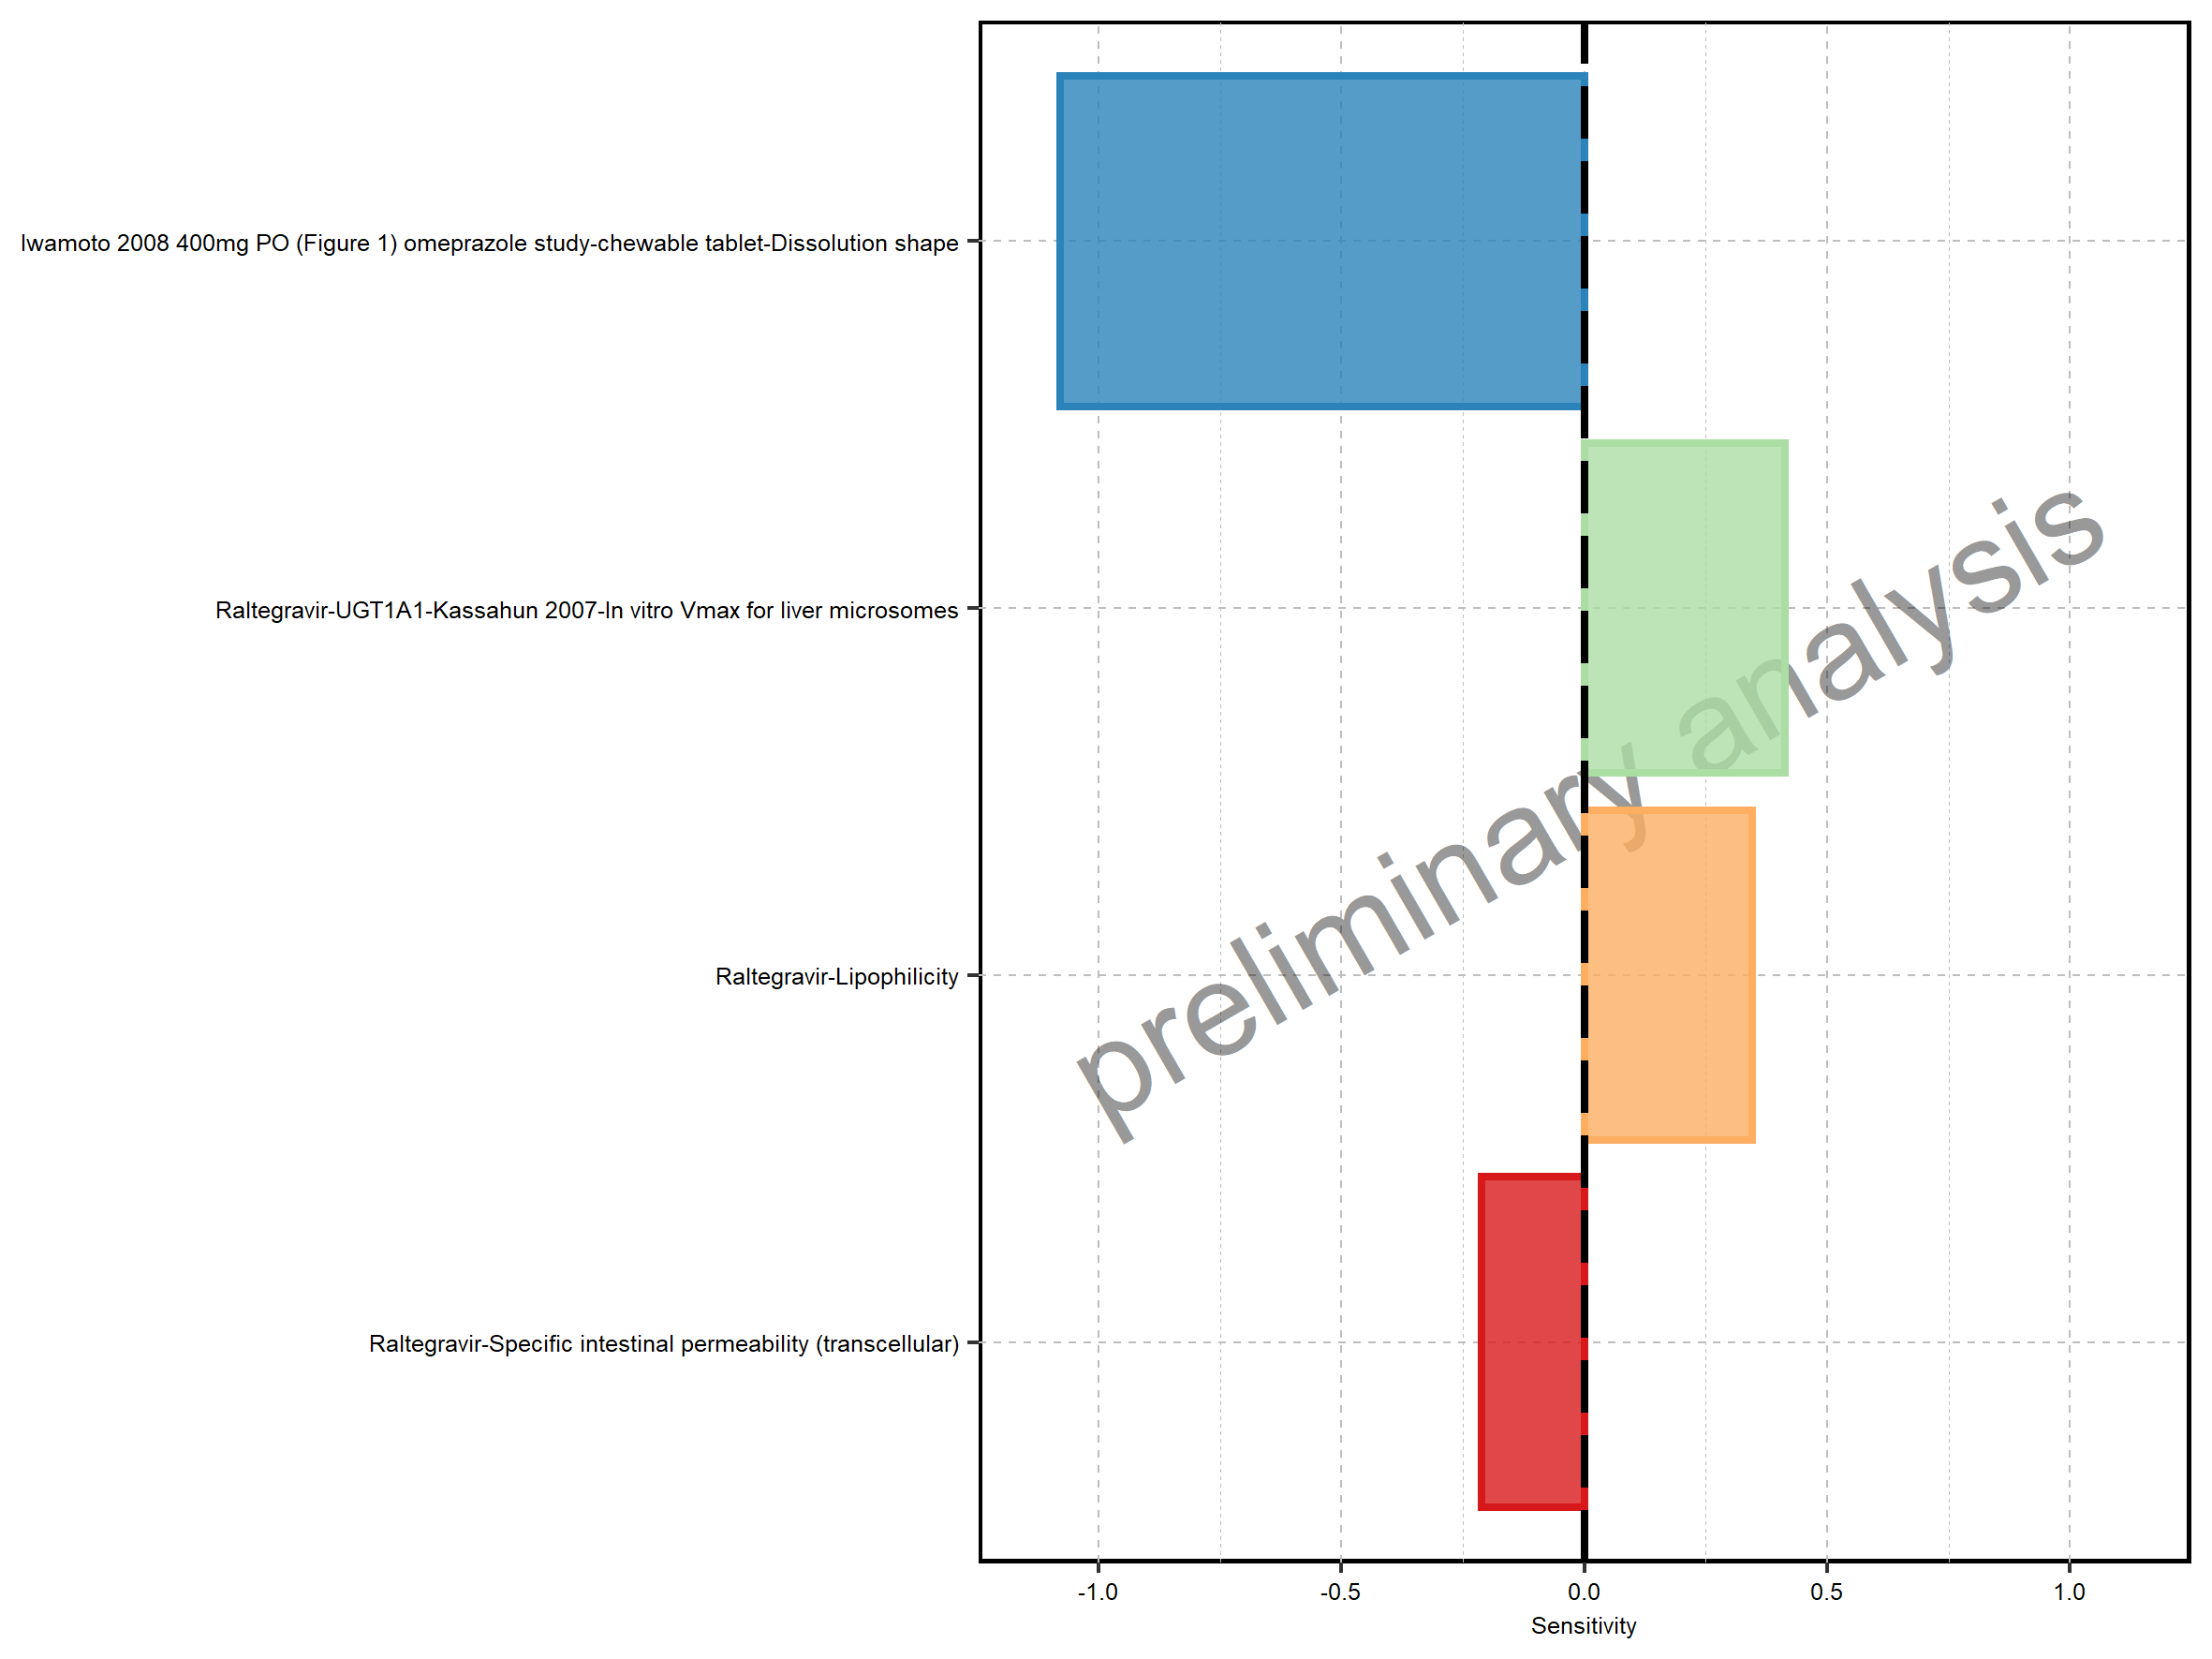 Iwamoto 2008 400mg PO (Figure 1) omeprazole study-chewable tablet-Dissolution shape
Raltegravir-UGT1A1-Kassahun 2007-In vitro Vmax for liver microsomes
Raltegravir-Lipophilicity
Raltegravir-Specific intestinal permeability (transcellular)
preliminary analysis
-1.0 -0.5 0.0 0.5 1.0
Sensitivity